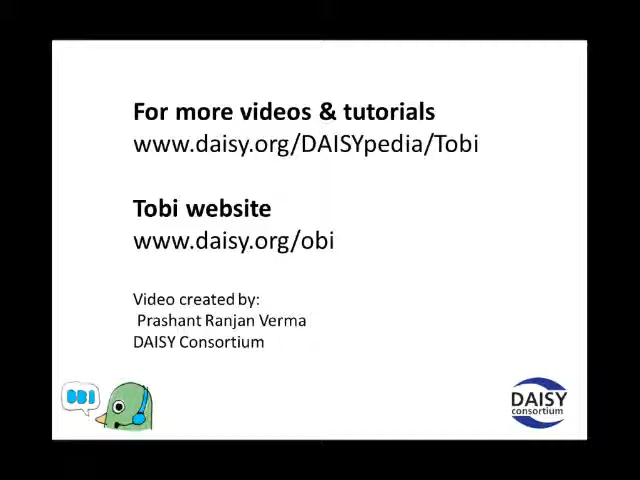 For more videos & tutorials
www.daisy.org/DAISYpedia/Tobi
Tobi website
www.daisy.org/obi
Video created by:
Prashant Ranjan Verma
DAISY Consortium
OBI
DAISY
consortium